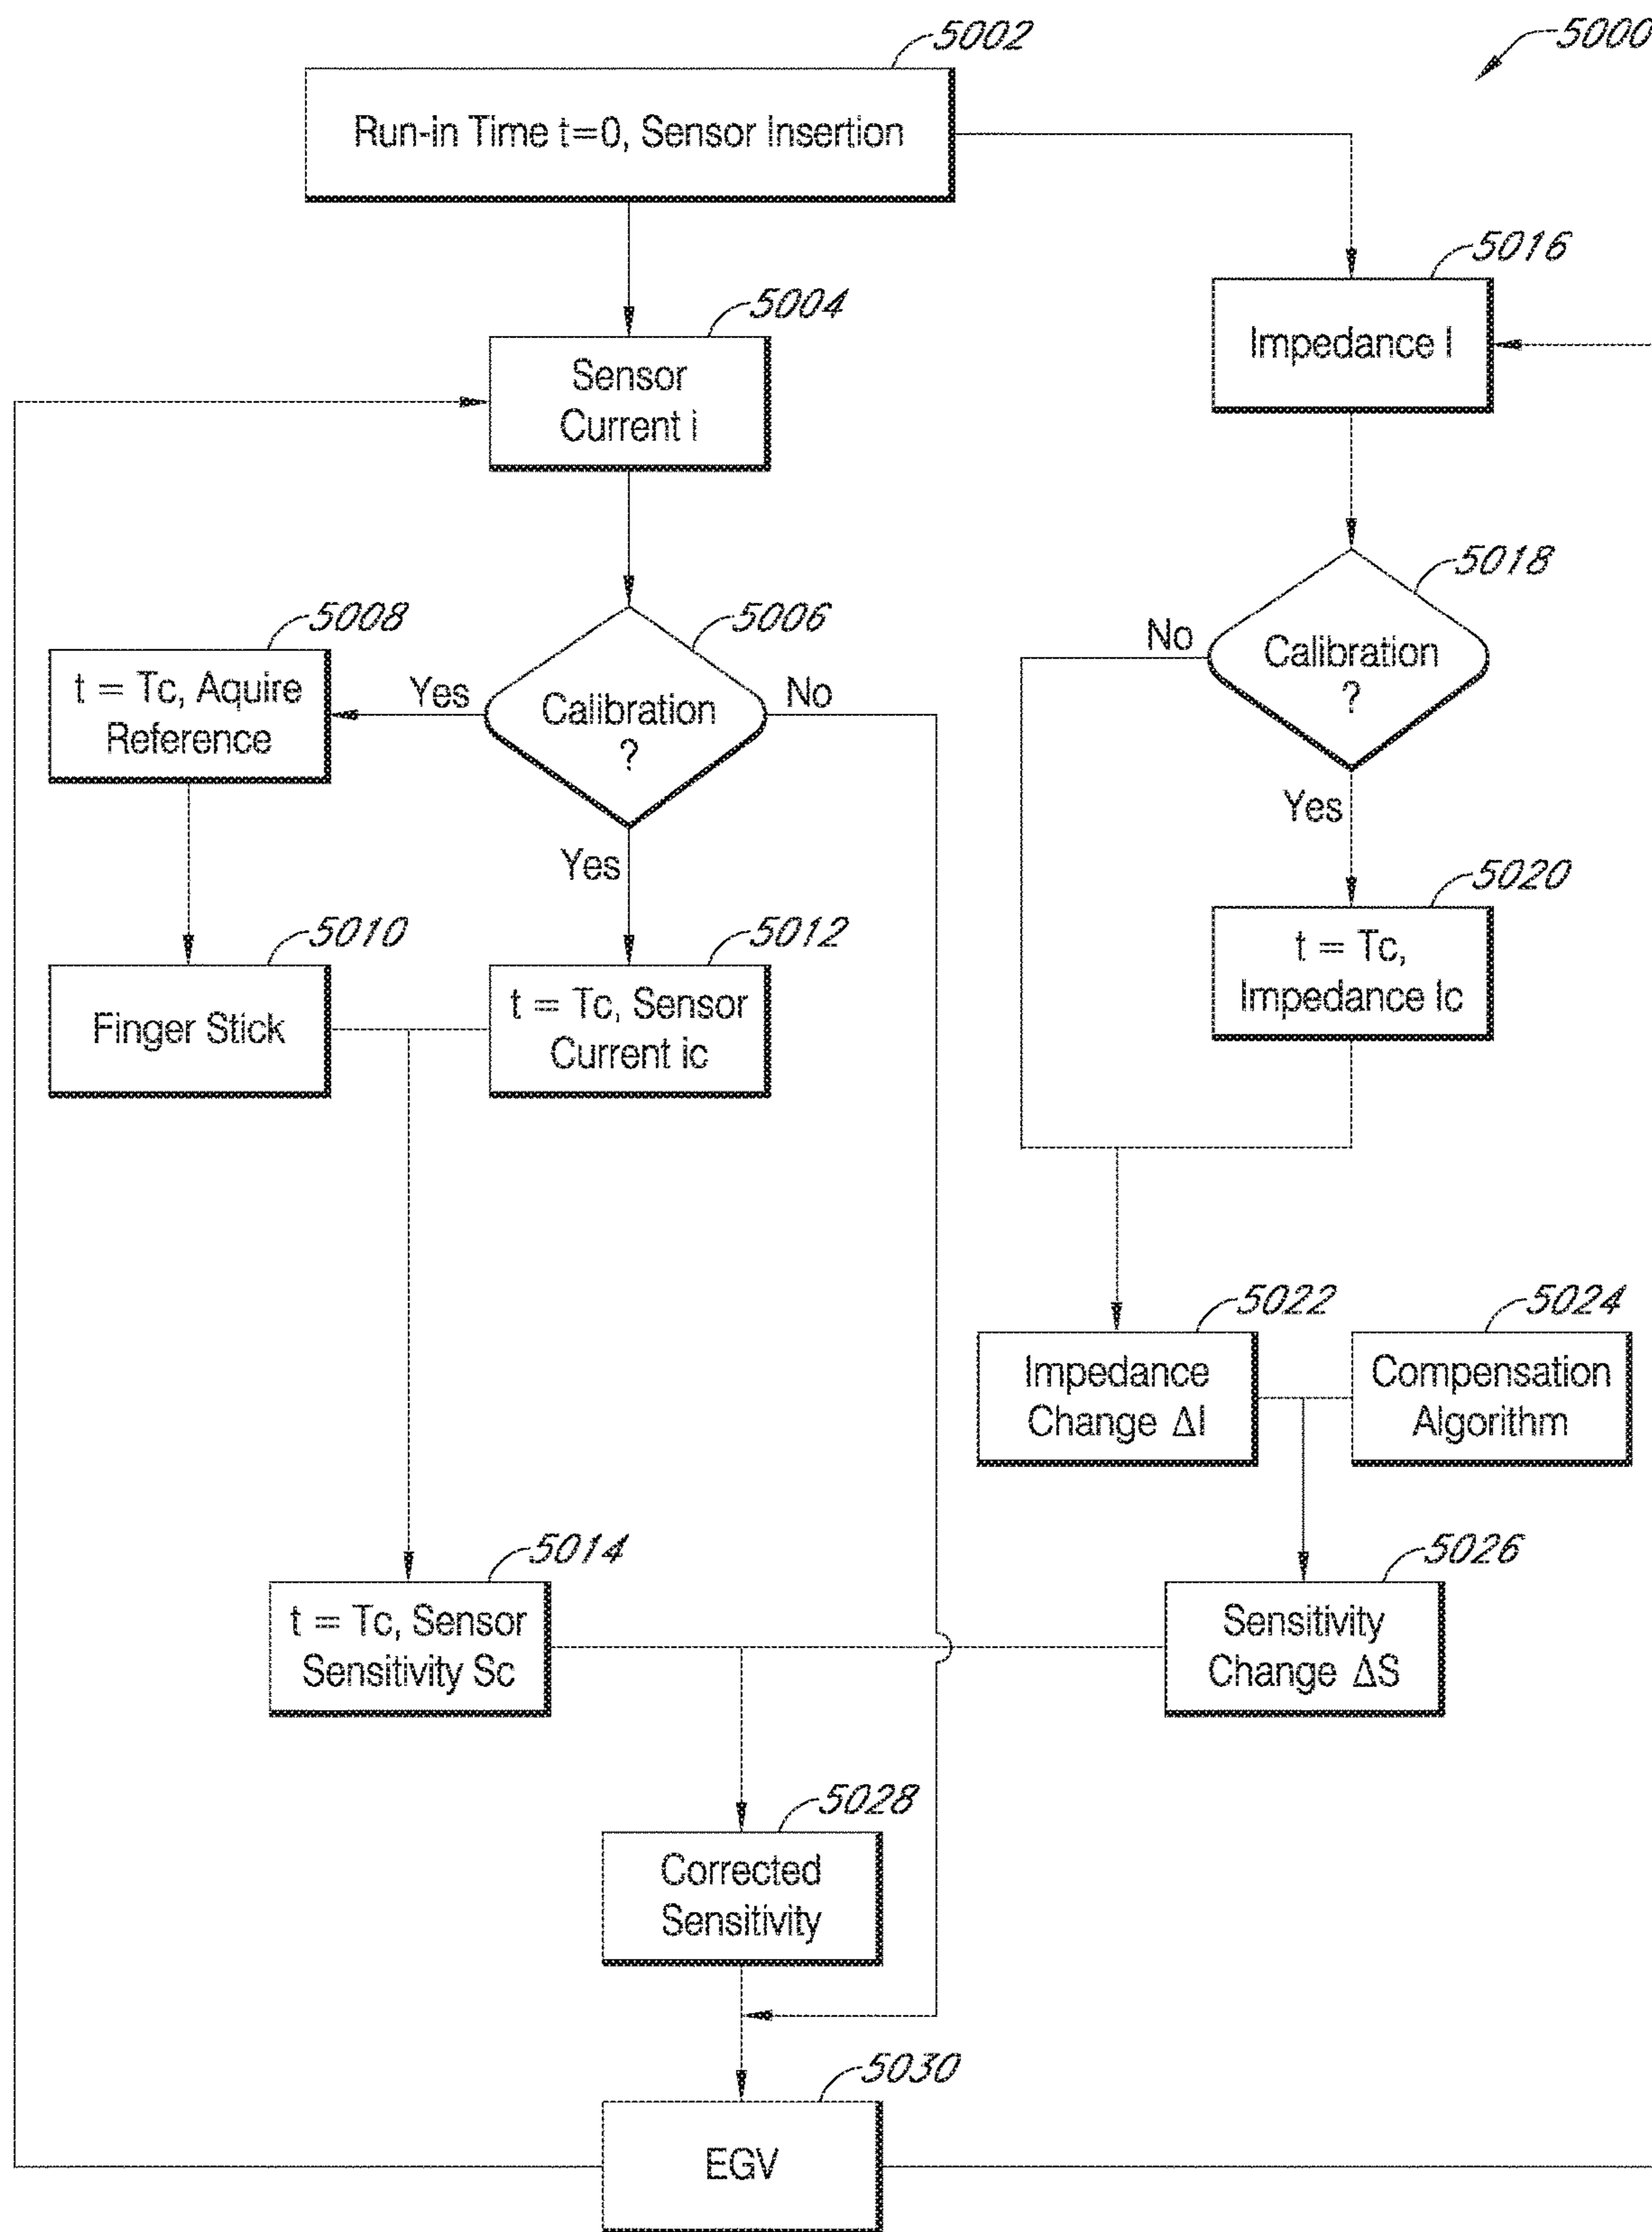 5002
5000
Run-in Time t=0, Sensor Insertion
5016
Impedance I
5004
Sensor
Current i
5018
Calibration
?
No
Yes
5006
Calibration
?
Yes
No
Yes
5008
t = Tc, Aquire
Reference
5020
t = Tc,
Impedance Ic
5010
Finger Stick
5012
t = Tc, Sensor
Current ic
5022
Impedance
Change ΔI
5024
Compensation
Algorithm
5014
t = Tc, Sensor
Sensitivity Sc
5026
Sensitivity
Change ΔS
5028
Corrected
Sensitivity
5030
EGV